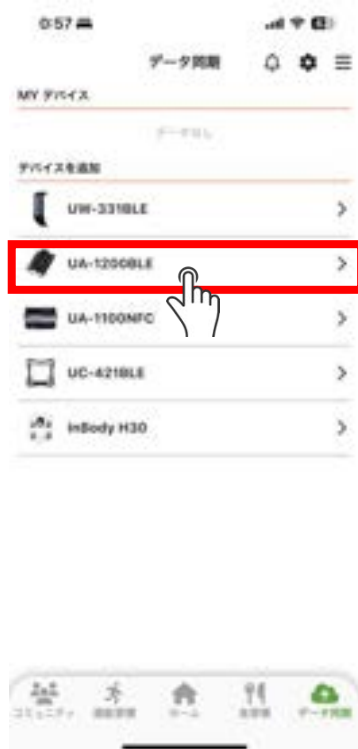 0:57
データ同期
MY デバイス
データなし
デバイスを追加
UW-331BLE
UA-1200BLE
UA-1100NFC
UC-421BLE
InBody H30
コミュニティ
ホーム
データ同期